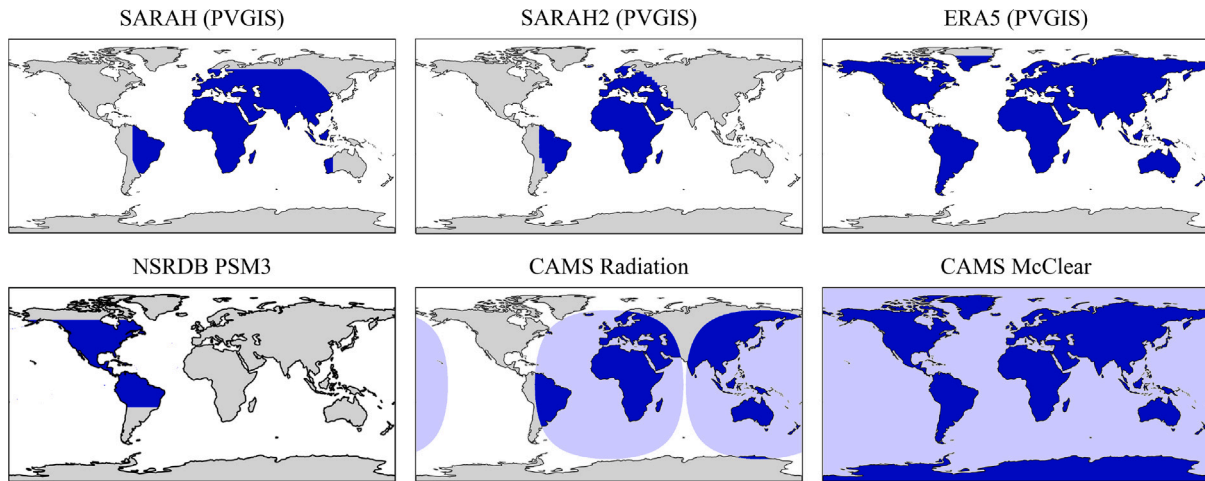 SARAH (PVGIS)
SARAH2 (PVGIS)
ERA5 (PVGIS)
NSRDB PSM3
CAMS Radiation
CAMS McClear